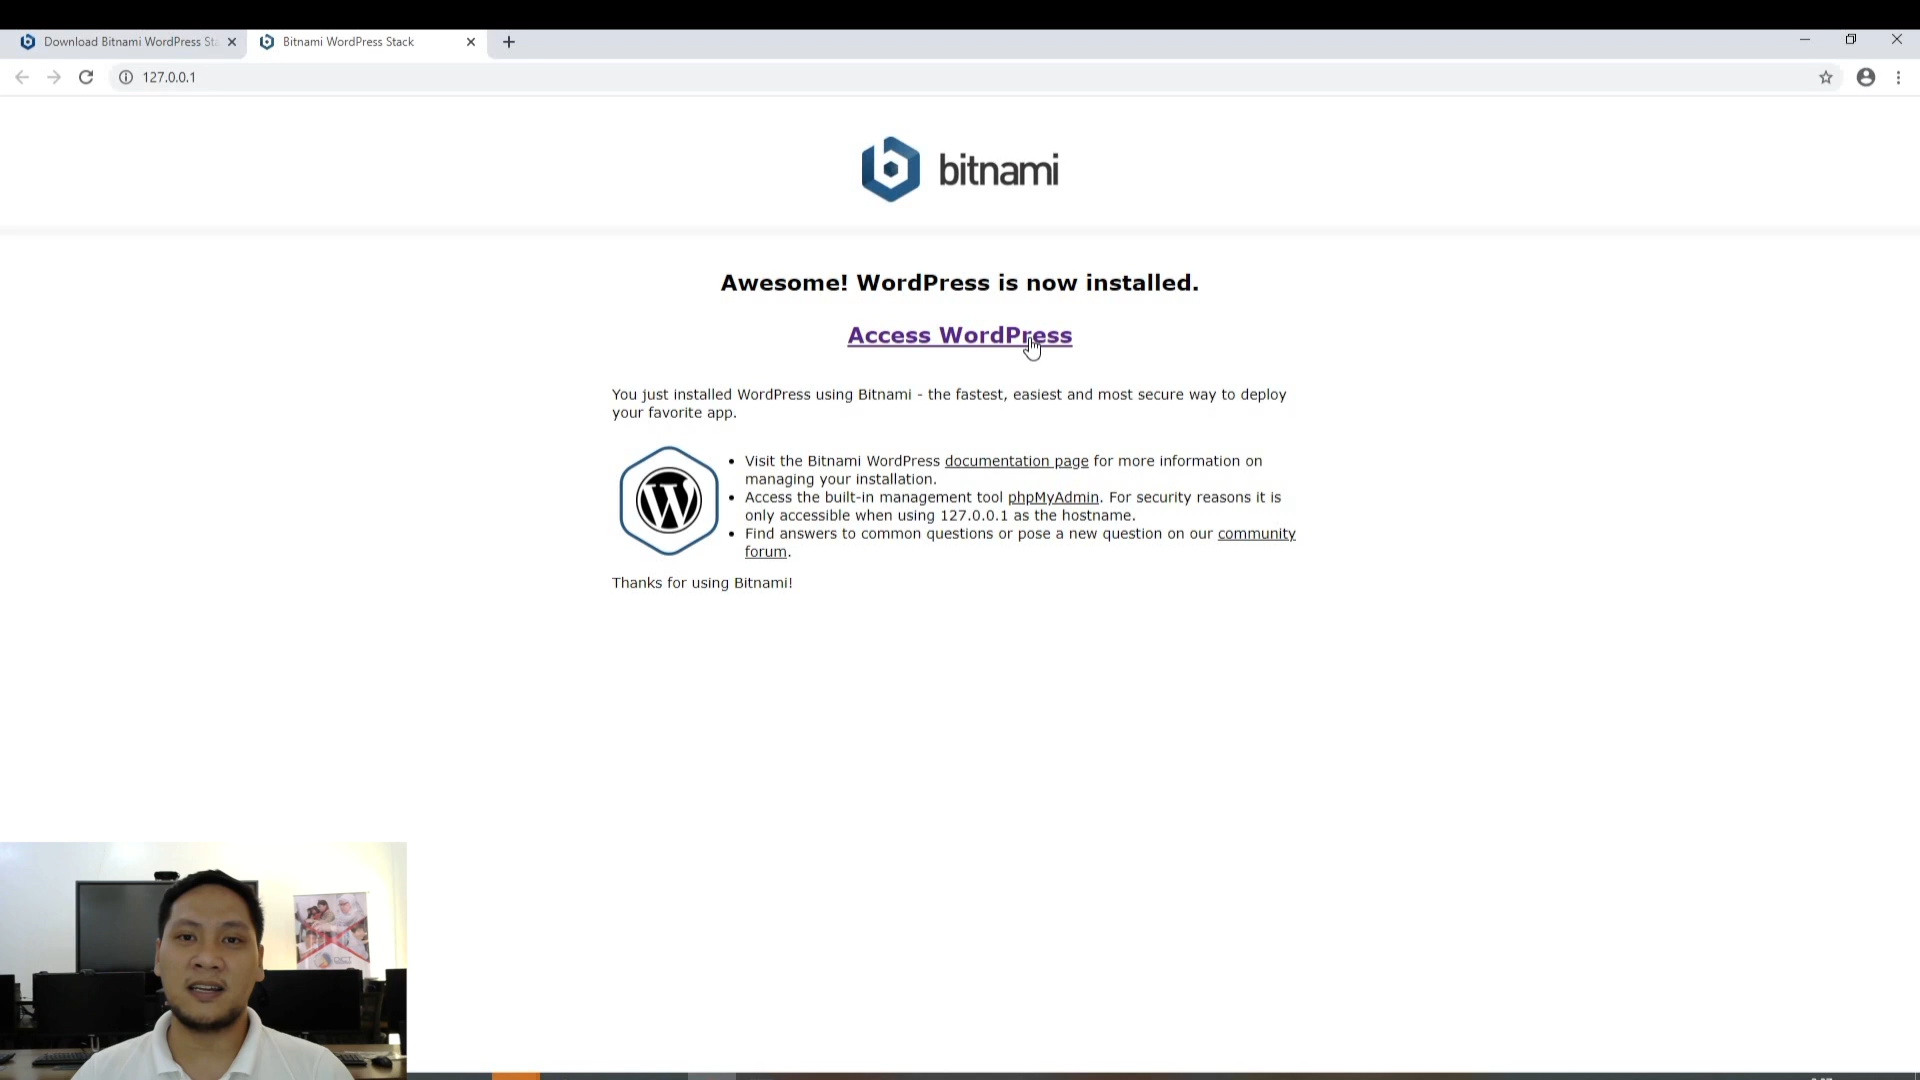 Download Bitnami WordPress St
Bitnami WordPress Stack
127.0.0.1
bitnami
Awesome! WordPress is now installed.
Access WordPress
You just installed WordPress using Bitnami - the fastest, easiest and most secure way to deploy
your favorite app.
• Visit the Bitnami WordPress documentation page for more information on
managing your installation.
• Access the built-in management tool phpMyAdmin. For security reasons it is
only accessible when using 127.0.0.1 as the hostname.
• Find answers to common questions or pose a new question on our community
forum.
Thanks for using Bitnami!